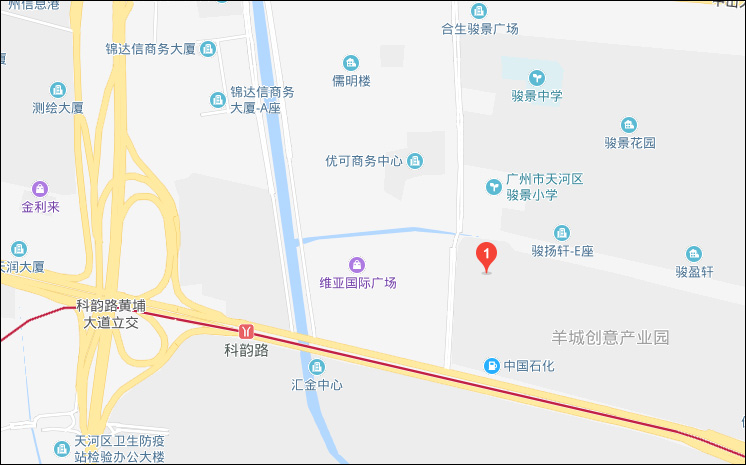 州信息港
合生骏景广场
锦达信商务大厦
儒明楼
锦达信商务
大厦-A座
测绘大厦
骏景中学
骏景花园
优可商务中心
广州市天河区
骏景小学
金利来
骏扬轩-E座
天润大厦
维亚国际广场
1
骏盈轩
科韵路黄埔
大道立交
科韵路
羊城创意产业园
中国石化
汇金中心
天河区卫生防疫
站检验办公大楼